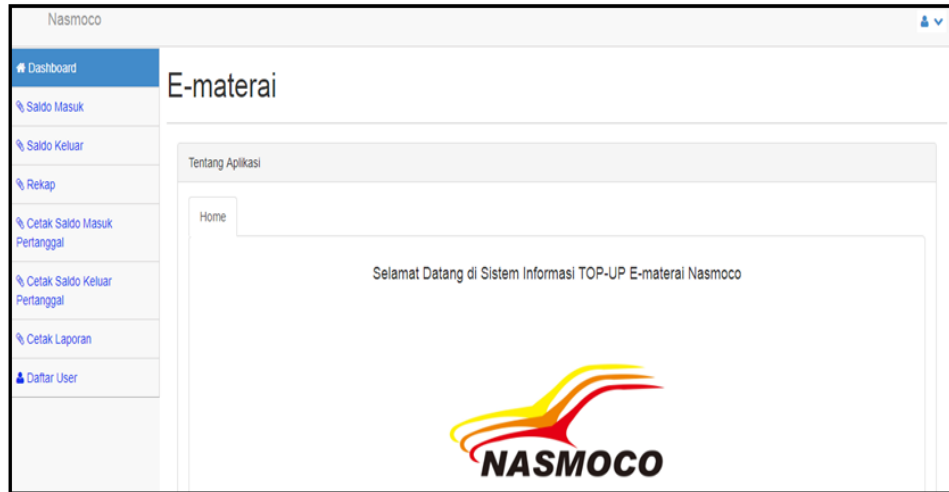 Nasmoco
Dashboard
Saldo Masuk
Saldo Keluar
Rekap
Cetak Saldo Masuk
Pertanggal
Cetak Saldo Keluar
Pertanggal
Cetak Laporan
Daftar User
E-materai
Tentang Aplikasi
Home
Selamat Datang di Sistem Informasi TOP-UP E-materai Nasmoco
NASMOCO